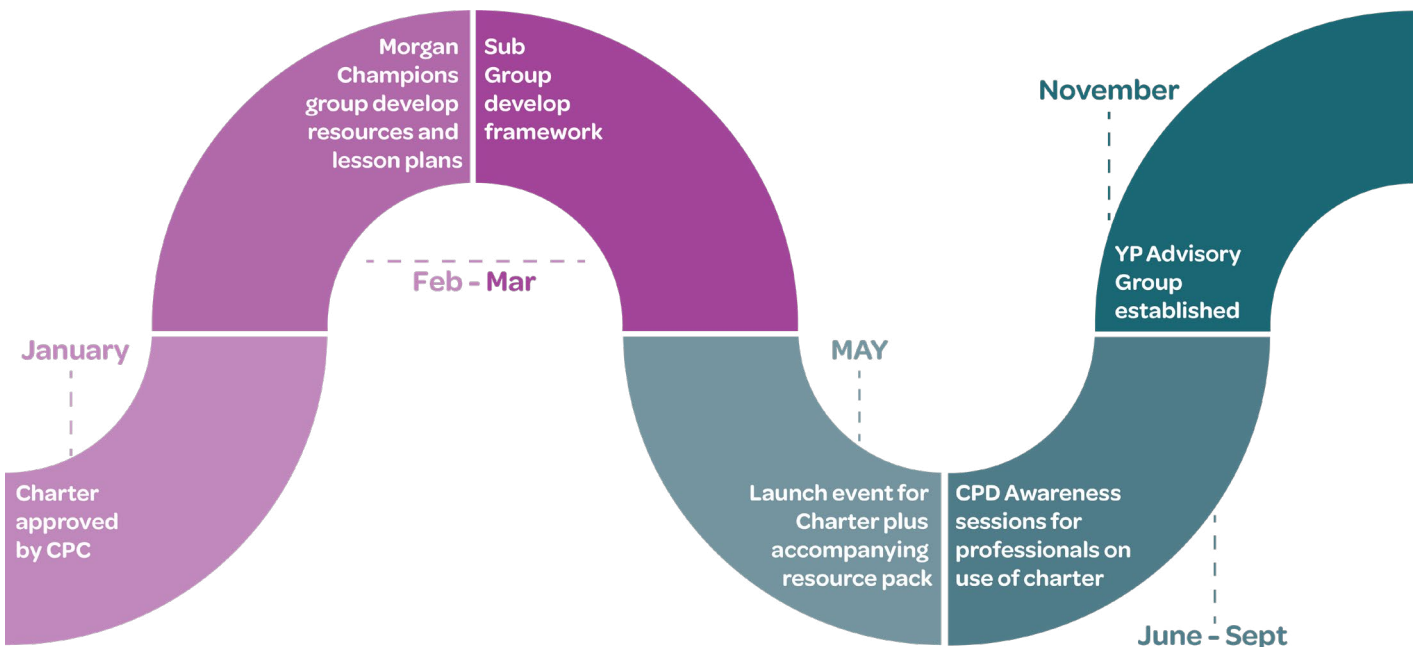 January
Charter
approved
by CPC
Morgan
Champions
group develop
resources and
lesson plans
Sub
Group
develop
framework
Feb - Mar
MAY
Launch event for
Charter plus
accompanying
resource pack
CPD Awareness
sessions for
professionals on
use of charter
June - Sept
November
YP Advisory
Group
established